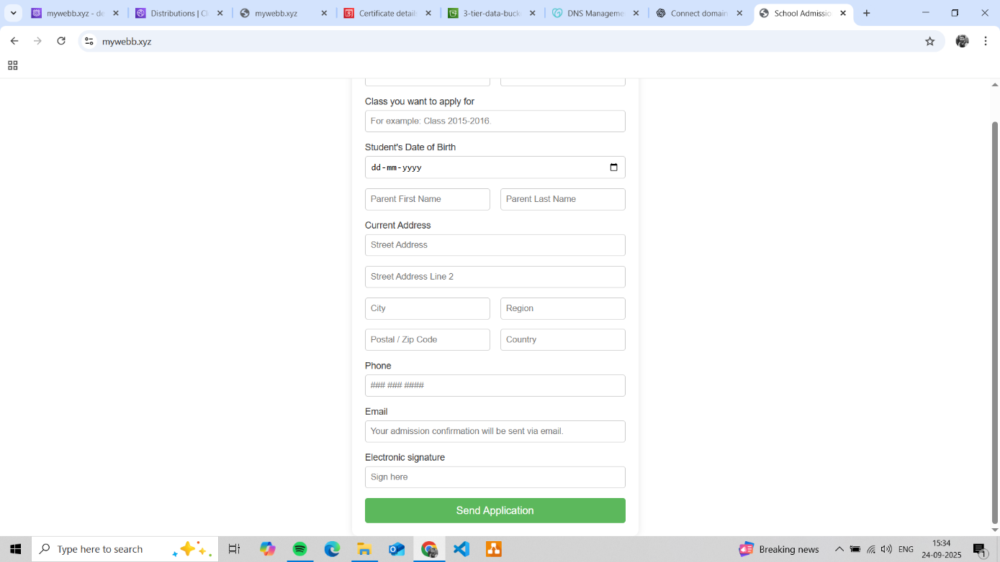 mywebb.xyz - de
Distributions | Cl
mywebb.xyz
Certificate detail
3-tier-data-buck
DNS Manageme
Connect domain
School Admissio
mywebb.xyz
Class you want to apply for
For example: Class 2015-2016.
Student's Date of Birth
dd-mm-yyyy
Parent First Name
Parent Last Name
Current Address
Street Address
Street Address Line 2
City
Region
Postal / Zip Code
Country
Phone
### ### ####
Email
Your admission confirmation will be sent via email.
Electronic signature
Sign here
Send Application
Type here to search
Breaking news
ENG
15:34
24-09-2025
1